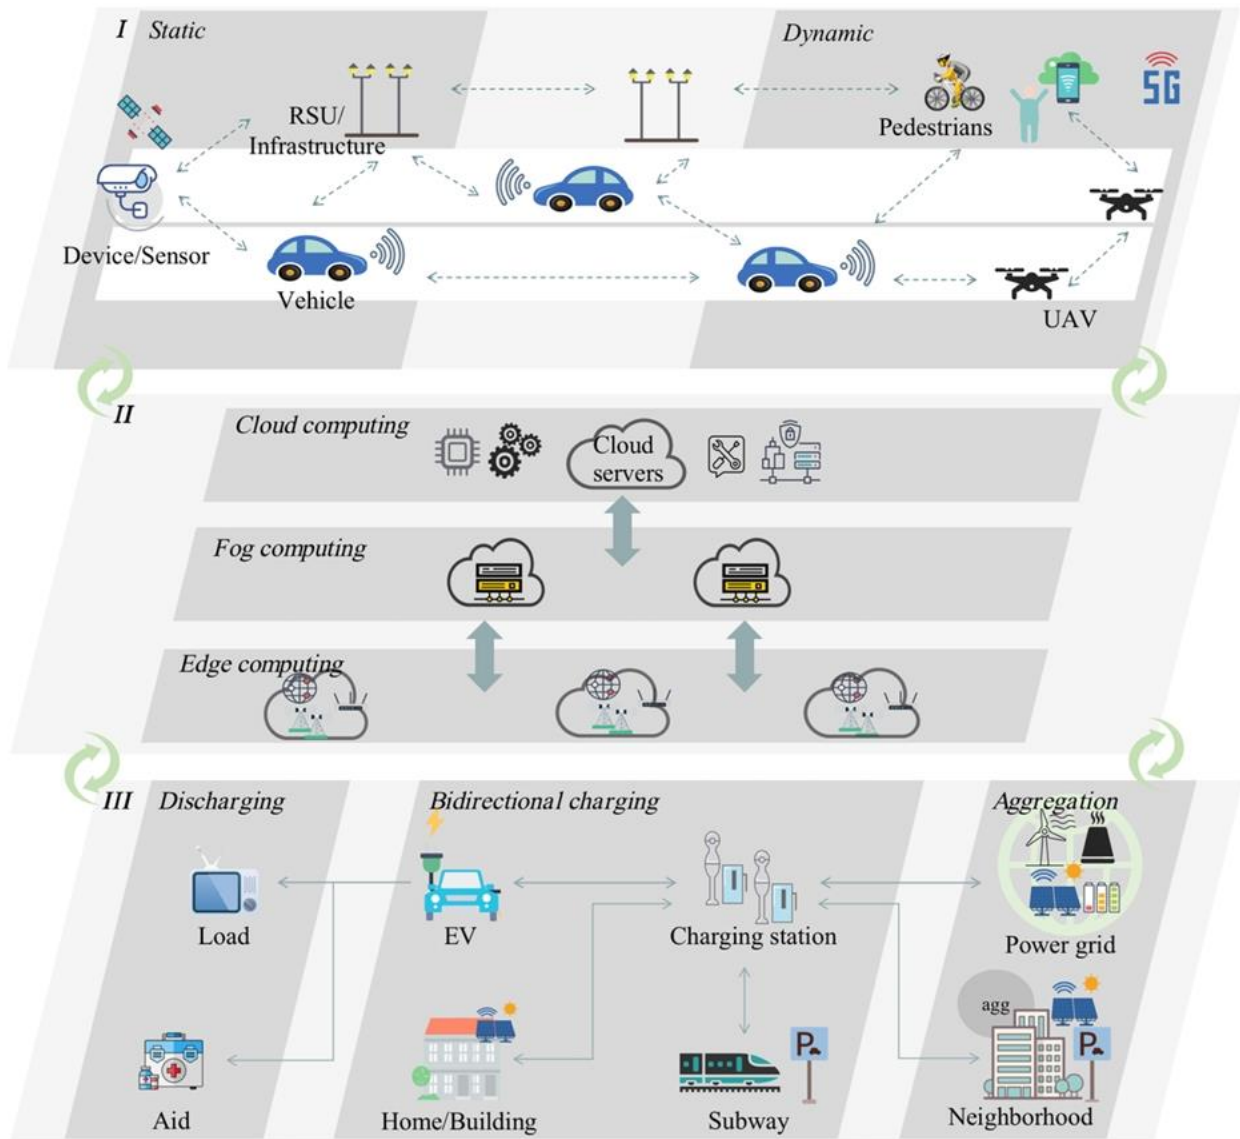 I Static
Dynamic
5G
RSU/
Infrastructure
Pedestrians
Device/Sensor
Vehicle
UAV
II
Cloud computing
Cloud
servers
Fog computing
Edge computing
III Discharging
Bidirectional charging
Aggregation
Load
EV
Charging station
Power grid
agg
P
P
Aid
Home/Building
Subway
Neighborhood